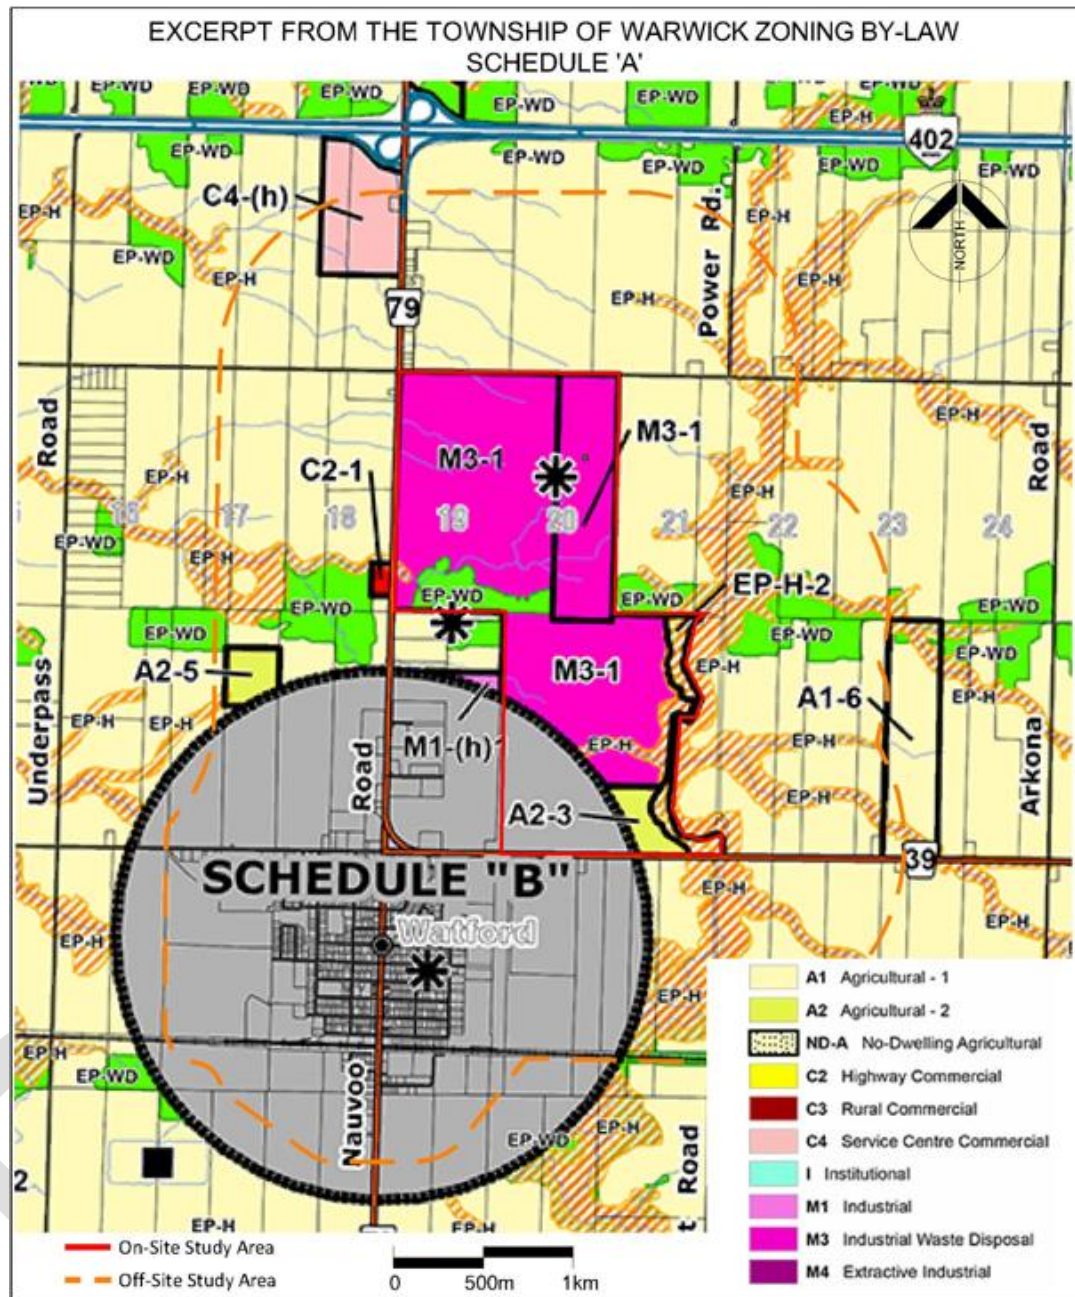 EXCERPT FROM THE TOWNSHIP OF WARWICK ZONING BY-LAW
SCHEDULE 'A'
EP-WD EP-WD EP-WD EP-WD EP-WD EP-WD
EP-WD EP-H
402
EP-WD EP-WD EP-WD EP-WD EP-WD
C4-(h)
EP-H EP-H
EP-WD
NORTH
EP-H
EP-H
Power Rd.
79
EP-H
Road
M3-1
M3-1
C2-1
Road
EP-H
EP-H
16 17 18 19 20 21 22 23 24
EP-WD EP-H
EP-H
EP-WD EP-WD EP-WD
EP-H-2
EP-WD EP-WD EP-WD
A2-5
M3-1
EP-H
A1-6
EP-H
EP-H
Underpass
M1-(h)
EP-H
EP-H
Arkona
Road
A2-3
EP-H
SCHEDULE "B"
39
EP-H
Watford
EP-H
EP-H
EP-H
EP-H
EP-WD
Nauvoo
EP-WD
EP-H
Road
2
EP-H
EP-H
A1 Agricultural - 1
A2 Agricultural - 2
ND-A No-Dwelling Agricultural
C2 Highway Commercial
C3 Rural Commercial
C4 Service Centre Commercial
I Institutional
M1 Industrial
M3 Industrial Waste Disposal
M4 Extractive Industrial
On-Site Study Area
Off-Site Study Area
0 500m 1km